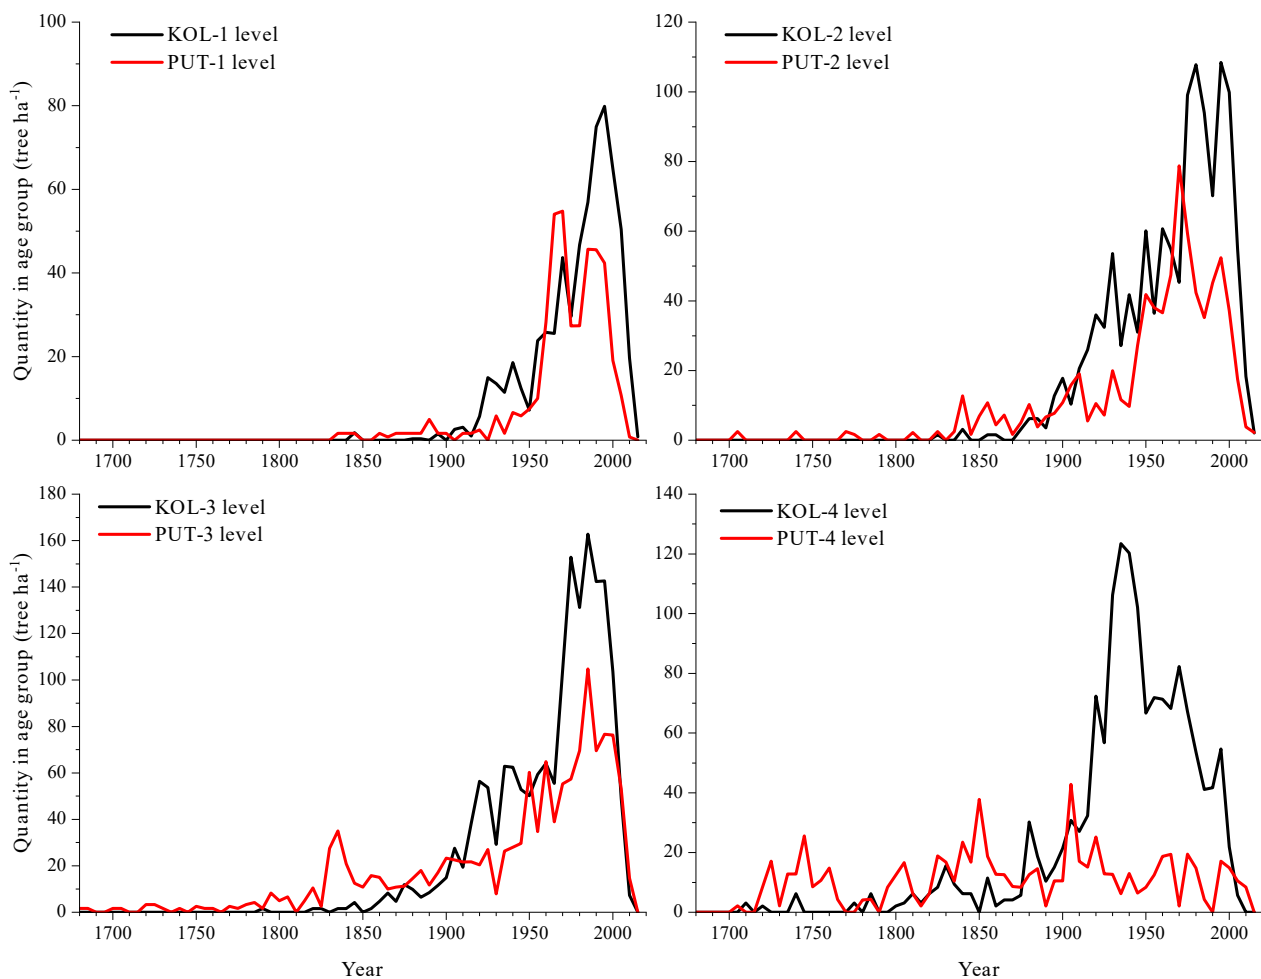 KOL-1 level
PUT-1 level
100
80
60
40
20
0
1700 1750 1800 1850 1900 1950 2000
Quantity in age group (tree ha-1)
KOL-2 level
PUT-2 level
120
100
80
60
40
20
0
1700 1750 1800 1850 1900 1950 2000
KOL-3 level
PUT-3 level
180
160
140
120
100
80
60
40
20
0
1700 1750 1800 1850 1900 1950 2000
Quantity in age group (tree ha-1)
Year
KOL-4 level
PUT-4 level
140
120
100
80
60
40
20
0
1700 1750 1800 1850 1900 1950 2000
Year